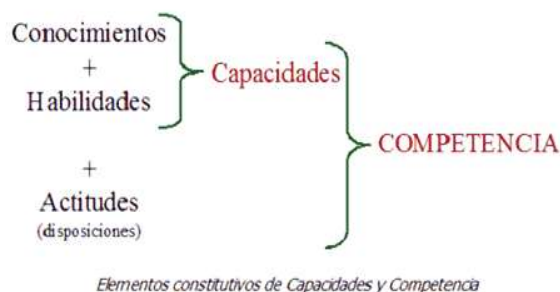 Conocimientos
+
Capacidades
Habilidades
COMPETENCIA
+
Actitudes
(disposiciones)
Elementos constitutivos de Capacidades y Competencia